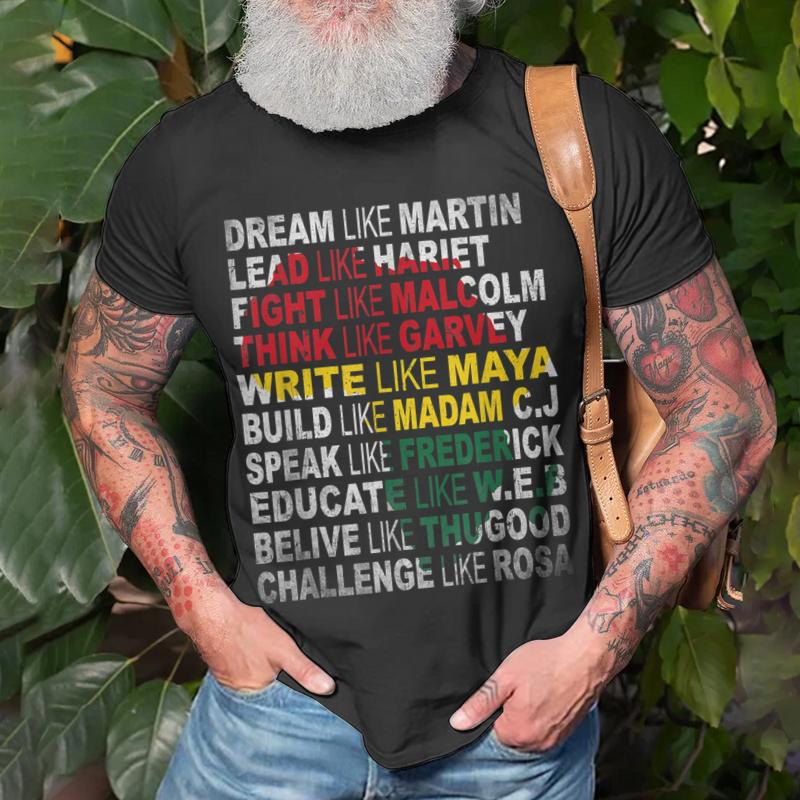 DREAM LIKE MARTIN
LEAD LIKE HARIET
FIGHT LIKE MALCOLM
THINK LIKE GARVEY
WRITE LIKE MAYA
BUILD LIKE MADAM C.J
SPEAK LIKE FREDERICK
EDUCATE LIKE W.E.B
BELIVE LIKE THUGOOD
CHALLENGE LIKE ROSA
Estuardo